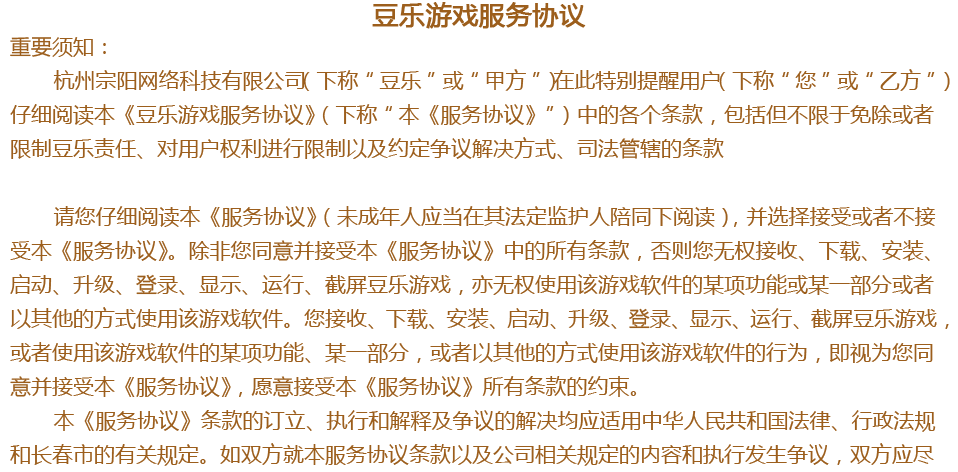 豆乐游戏服务协议
重要须知：
杭州宗阳网络科技有限公司(下称“豆乐”或“甲方”)在此特别提醒用户(下称“您”或“乙方”)
仔细阅读本《豆乐游戏服务协议》(下称“本《服务协议》”)中的各个条款，包括但不限于免除或者
限制豆乐责任、对用户权利进行限制以及约定争议解决方式、司法管辖的条款
请您仔细阅读本《服务协议》(未成年人应当在其法定监护人陪同下阅读)，并选择接受或者不接
受本《服务协议》。除非您同意并接受本《服务协议》中的所有条款，否则您无权接收、下载、安装、
启动、升级、登录、显示、运行、截屏豆乐游戏，亦无权使用该游戏软件的某项功能或某一部分或者
以其他的方式使用该游戏软件。您接收、下载、安装、启动、升级、登录、显示、运行、截屏豆乐游戏，
或者使用该游戏软件的某项功能、某一部分，或者以其他的方式使用该游戏软件的行为，即视为您同
意并接受本《服务协议》，愿意接受本《服务协议》所有条款的约束。
本《服务协议》条款的订立、执行和解释及争议的解决均应适用中华人民共和国法律、行政法规
和长春市的有关规定。如双方就本服务协议条款以及公司相关规定的内容和执行发生争议，双方应尽